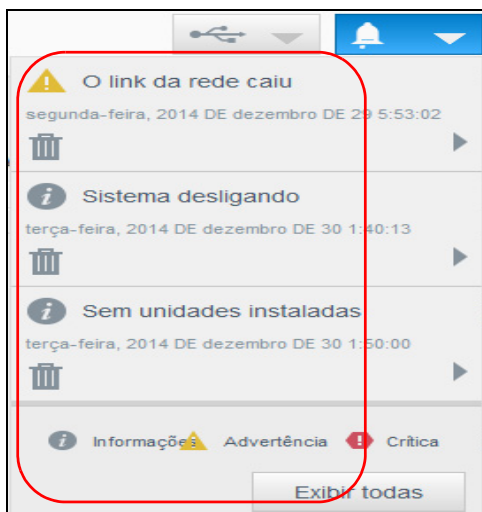 O link da rede caiu
segunda-feira, 2014 DE dezembro DE 29 5:53:02
Sistema desligando
terça-feira, 2014 DE dezembro DE 30 1:40:13
Sem unidades instaladas
terça-feira, 2014 DE dezembro DE 30 1:50:00
Informações Advertência Crítica
Exibir todas